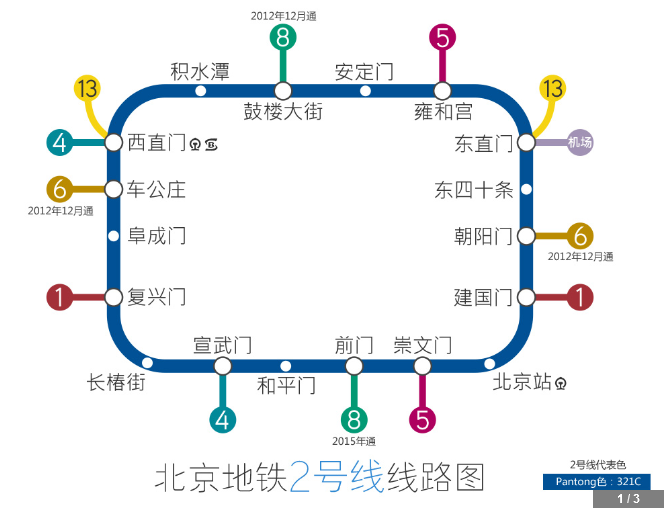 2012年12月通
8
5
积水潭
安定门
13
13
鼓楼大街
雍和宫
4
西直门
东直门
机场
6
车公庄
东四十条
2012年12月通
阜成门
朝阳门
6
2012年12月通
1
复兴门
建国门
1
宣武门
前门
崇文门
长椿街
和平门
北京站
4
8
5
2015年通
北京地铁2号线线路图
2号线代表色
Pantong色：321C
1 / 3